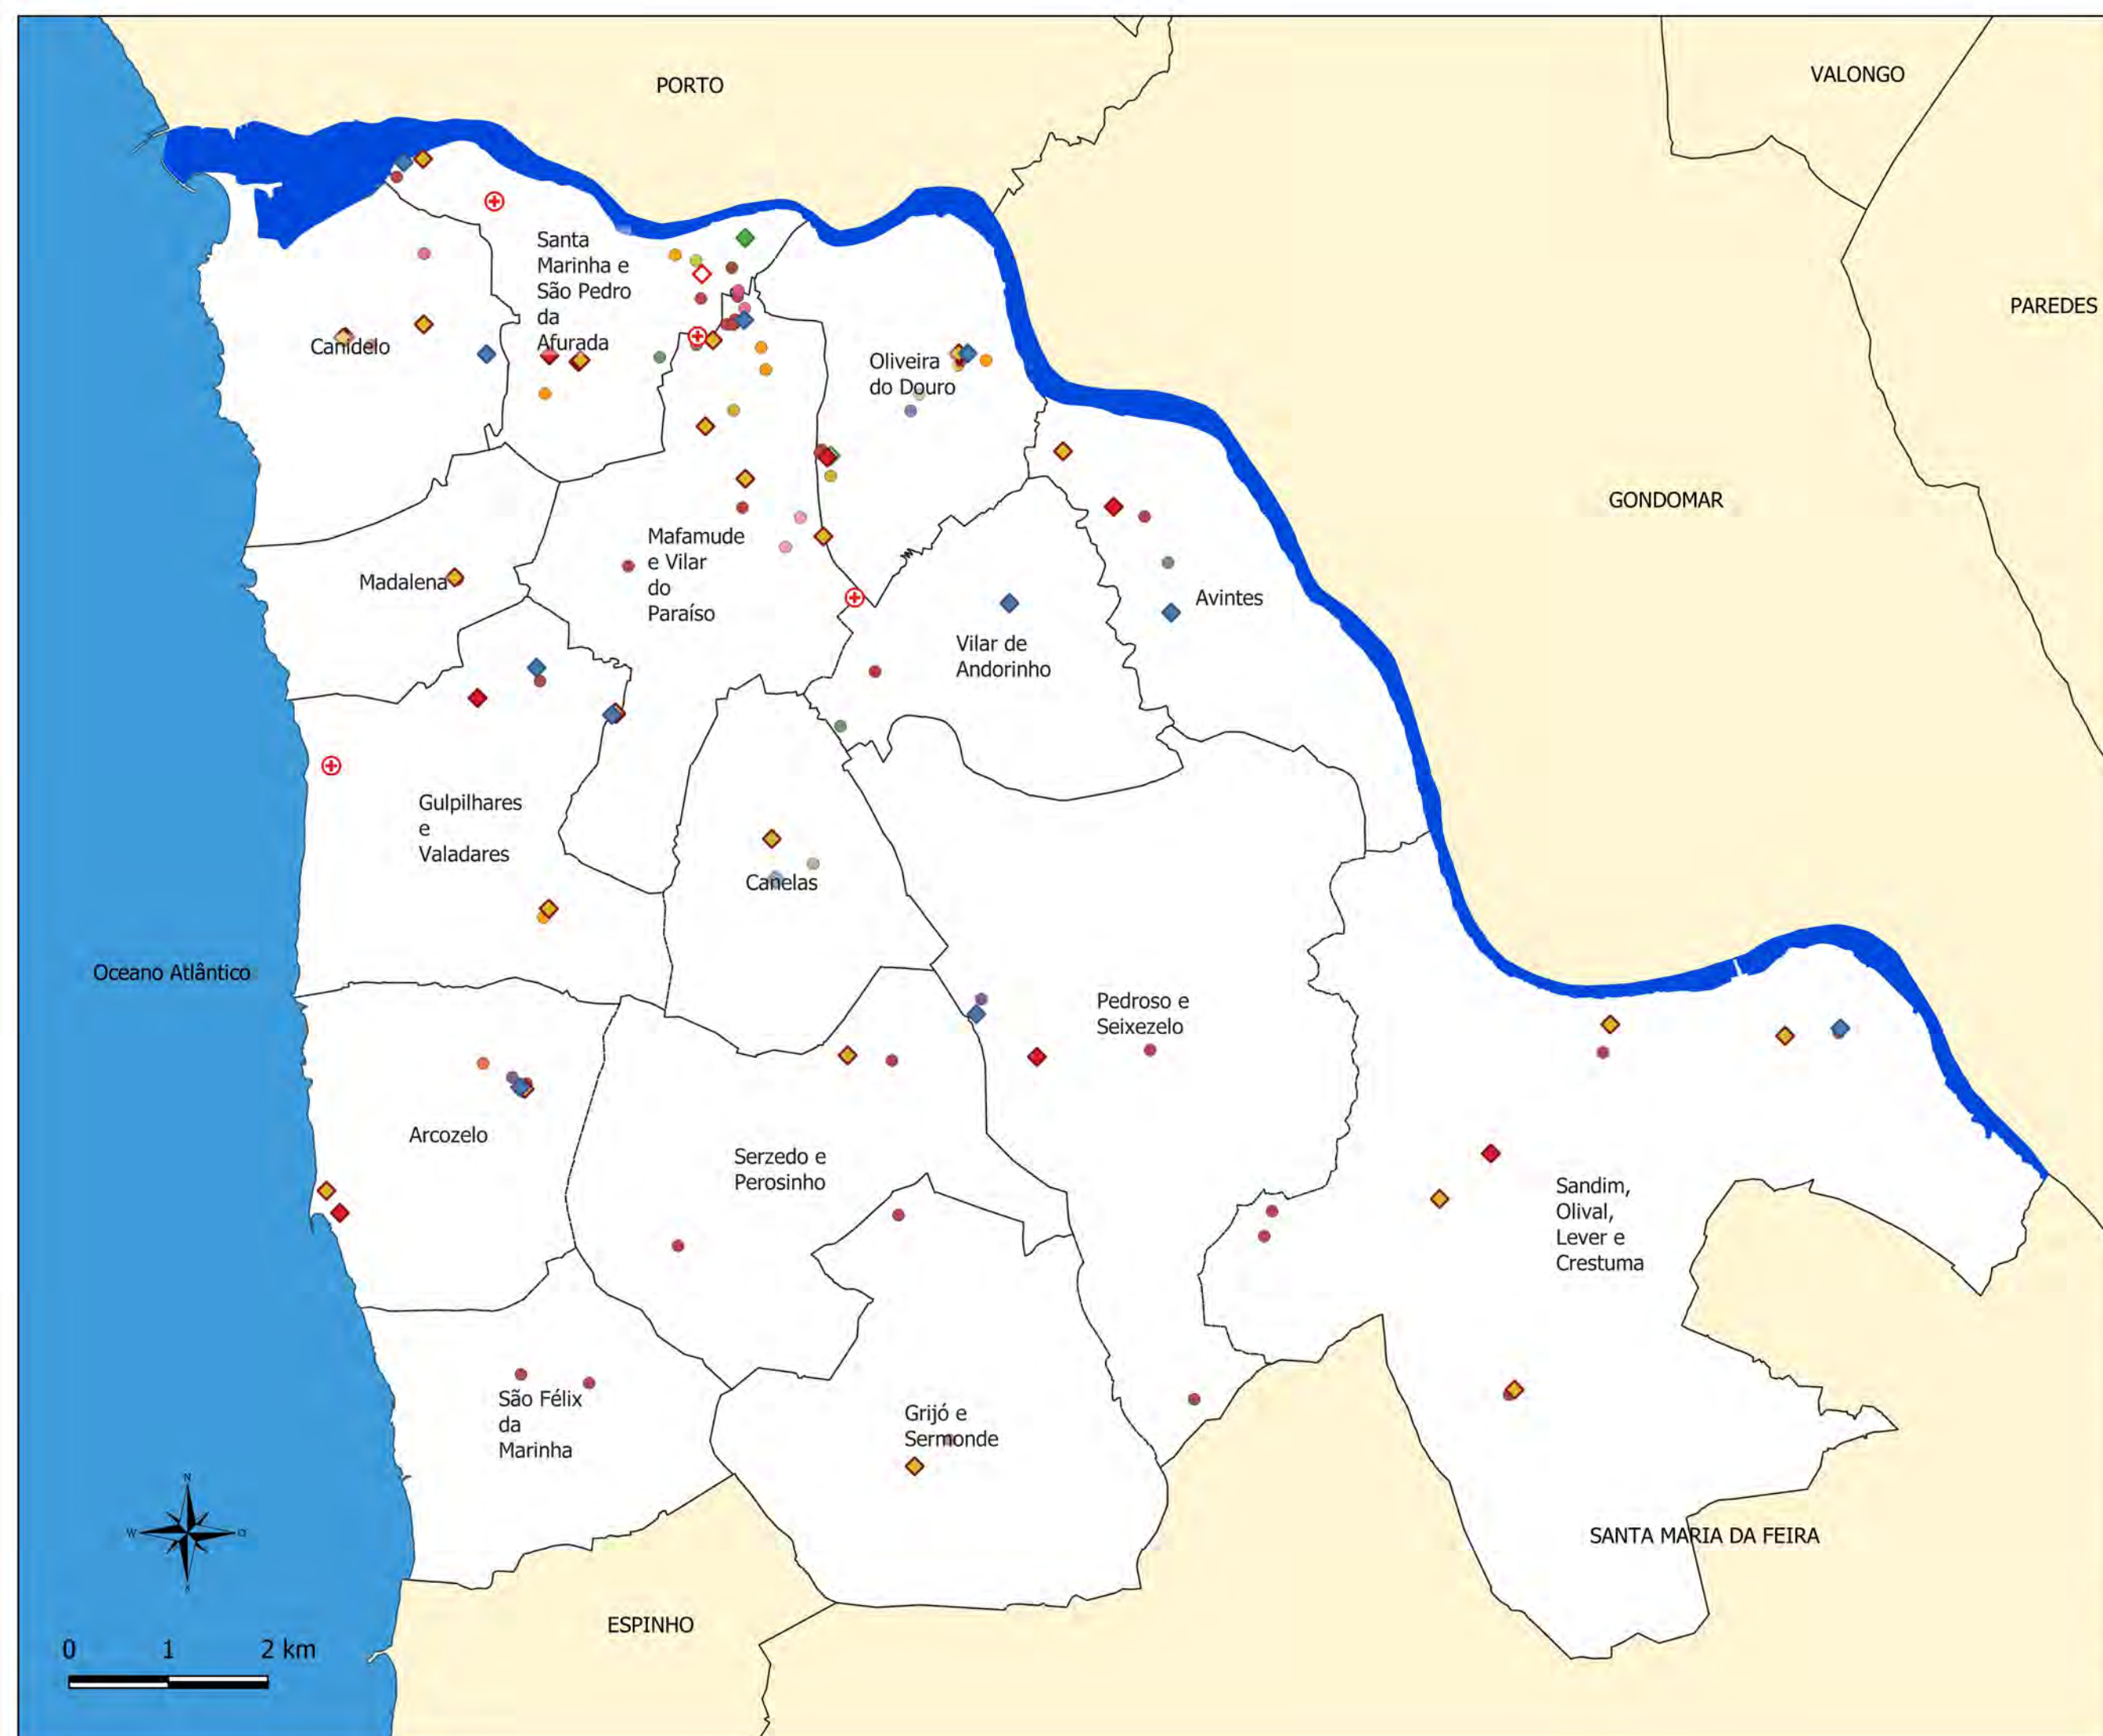 PORTO
VALONGO
PAREDES
GONDOMAR
Santa
Marinha e
São Pedro
da
Afurada
Canidelo
Oliveira
do Douro
Mafamude
e Vilar
do
Paraíso
Madalena
Avintes
Vilar de
Andorinho
Gulpilhares
e
Valadares
Canelas
Oceano Atlântico
Pedroso e
Seixezelo
Arcozelo
Serzedo e
Perosinho
Sandim,
Olival,
Lever e
Crestuma
São Félix
da
Marinha
Grijó e
Sermonde
N
W
SANTA MARIA DA FEIRA
ESPINHO
0 1 2 km